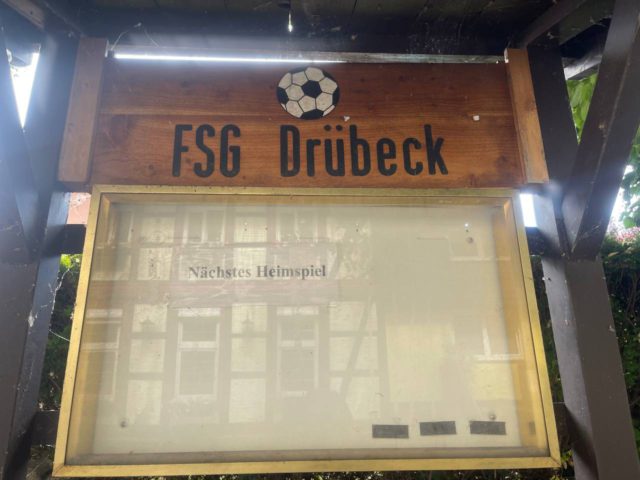 FSG Drübeck
Nächstes Heimspiel